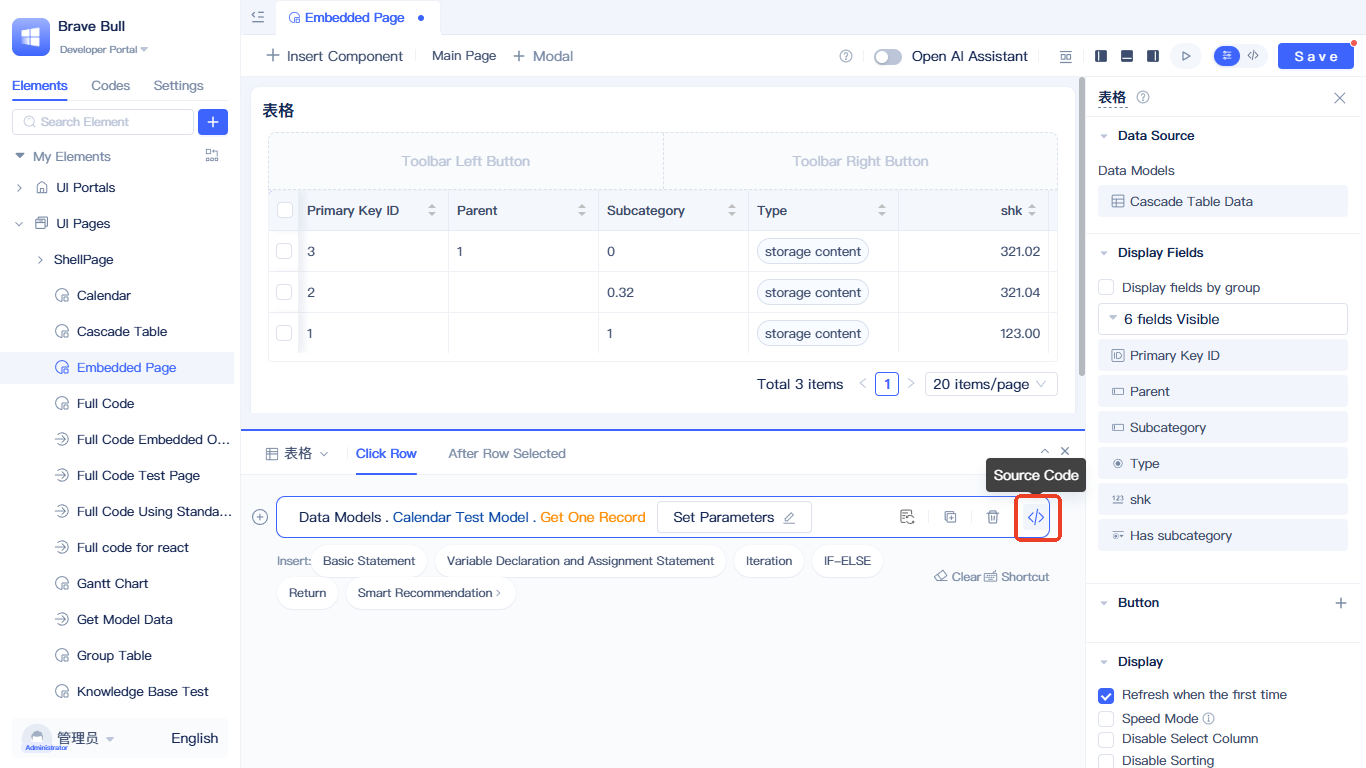 Brave Bull
Developer Portal
Elements Codes Settings
Search Element
My Elements
UI Portals
UI Pages
ShellPage
Calendar
Cascade Table
Embedded Page
Full Code
Full Code Embedded O...
Full Code Test Page
Full Code Using Standa...
Full code for react
Gantt Chart
Get Model Data
Group Table
Knowledge Base Test
Administrator 管理员 English
Embedded Page
Insert Component Main Page Modal Open AI Assistant Save
表格
Toolbar Left Button Toolbar Right Button
Primary Key ID Parent Subcategory Type shk
3 1 0 storage content 321.02
2 0.32 storage content 321.04
1 1 storage content 123.00
Total 3 items 1 20 items/page
表格 Click Row After Row Selected
Source Code
Data Models . Calendar Test Model . Get One Record Set Parameters
Insert: Basic Statement Variable Declaration and Assignment Statement Iteration IF-ELSE
Clear Shortcut
Return Smart Recommendation
表格
Data Source
Data Models
Cascade Table Data
Display Fields
Display fields by group
6 fields Visible
Primary Key ID
Parent
Subcategory
Type
123 shk
Has subcategory
Button
Display
Refresh when the first time
Speed Mode
Disable Select Column
Disable Sorting